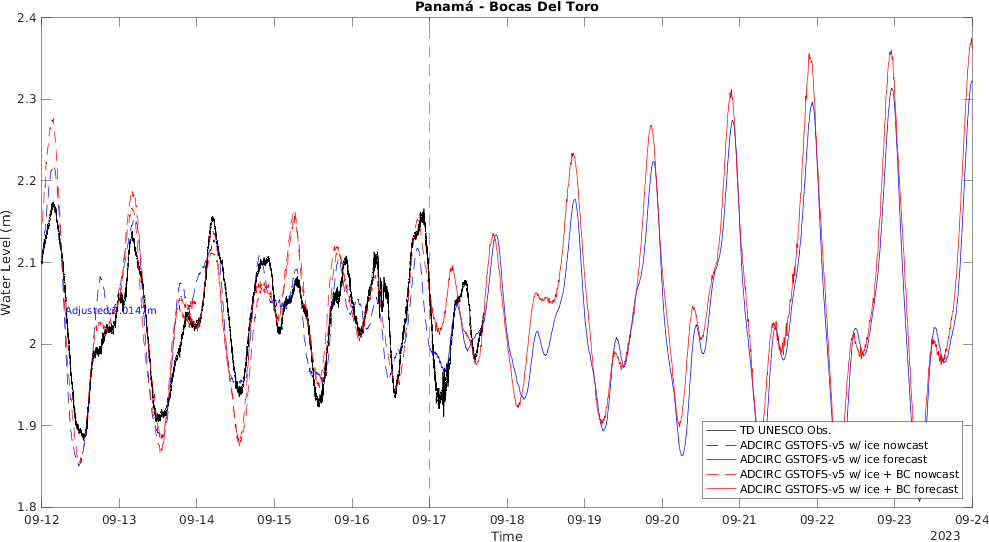 Panamá - Bocas Del Toro
Water Level (m)
2.4
2.3
2.2
2.1
2
1.9
1.8
TD UNESCO Obs.
ADCIRC GSTOFS-v5 w/ ice nowcast
ADCIRC GSTOFS-v5 w/ ice forecast
ADCIRC GSTOFS-v5 w/ ice + BC nowcast
ADCIRC GSTOFS-v5 w/ ice + BC forecast
09-12 09-13 09-14 09-15 09-16 09-17 09-18 09-19 09-20 09-21 09-22 09-23 09-24
Time
2023